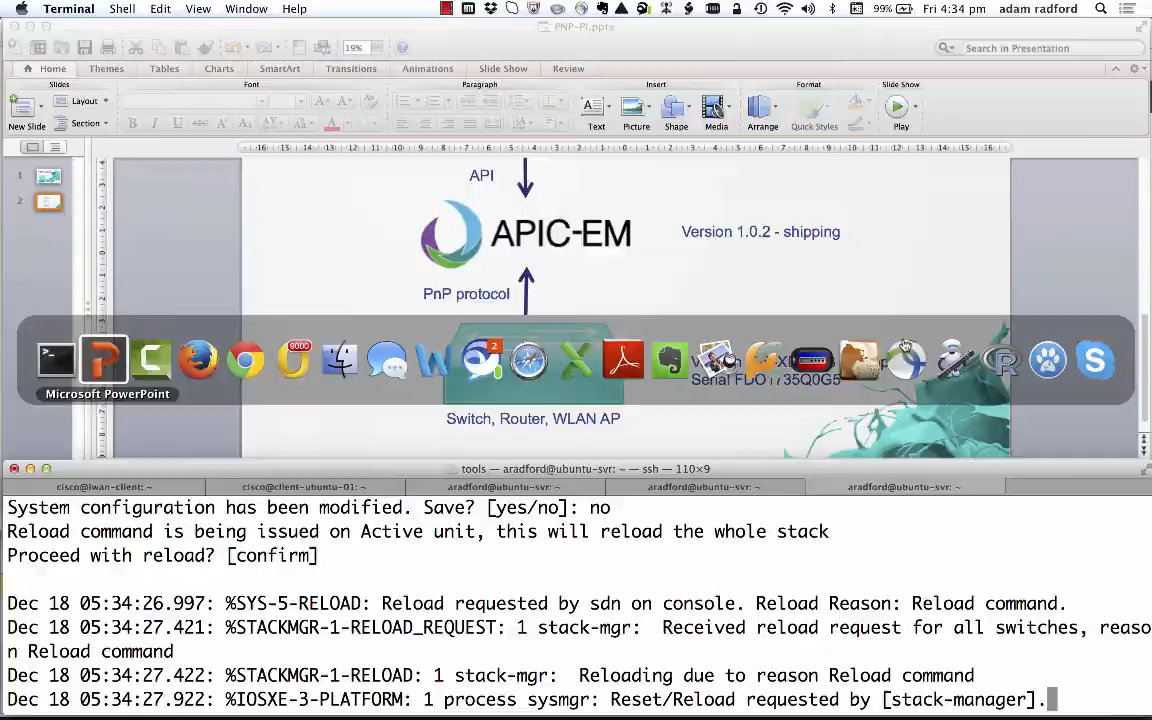 Terminal Shell Edit View Window Help 99% Fri 4:34 pm adam radford
PNP-PI.pptx
19% Search in Presentation
Home Themes Tables Charts SmartArt Transitions Animations Slide Show Review
Slides Font Paragraph Insert Format Slide Show
Layout
New Slide Section Text Picture Shape Media Arrange Quick Styles Play
1
2
API
APIC-EM
Version 1.0.2 - shipping
PnP protocol
9000
2
Serial FDO1735Q0G5
Microsoft PowerPoint
Switch, Router, WLAN AP
tools — aradford@ubuntu-svr: ~ — ssh — 110×9
cisco@iwan-client: ~ cisco@client-ubuntu-01: ~ aradford@ubuntu-svr: ~ aradford@ubuntu-svr: ~ aradford@ubuntu-svr: ~
System configuration has been modified. Save? [yes/no]: no
Reload command is being issued on Active unit, this will reload the whole stack
Proceed with reload? [confirm]
Dec 18 05:34:26.997: %SYS-5-RELOAD: Reload requested by sdn on console. Reload Reason: Reload command.
Dec 18 05:34:27.421: %STACKMGR-1-RELOAD_REQUEST: 1 stack-mgr:  Received reload request for all switches, reaso
n Reload command
Dec 18 05:34:27.422: %STACKMGR-1-RELOAD: 1 stack-mgr:  Reloading due to reason Reload command
Dec 18 05:34:27.922: %IOSXE-3-PLATFORM: 1 process sysmgr: Reset/Reload requested by [stack-manager].